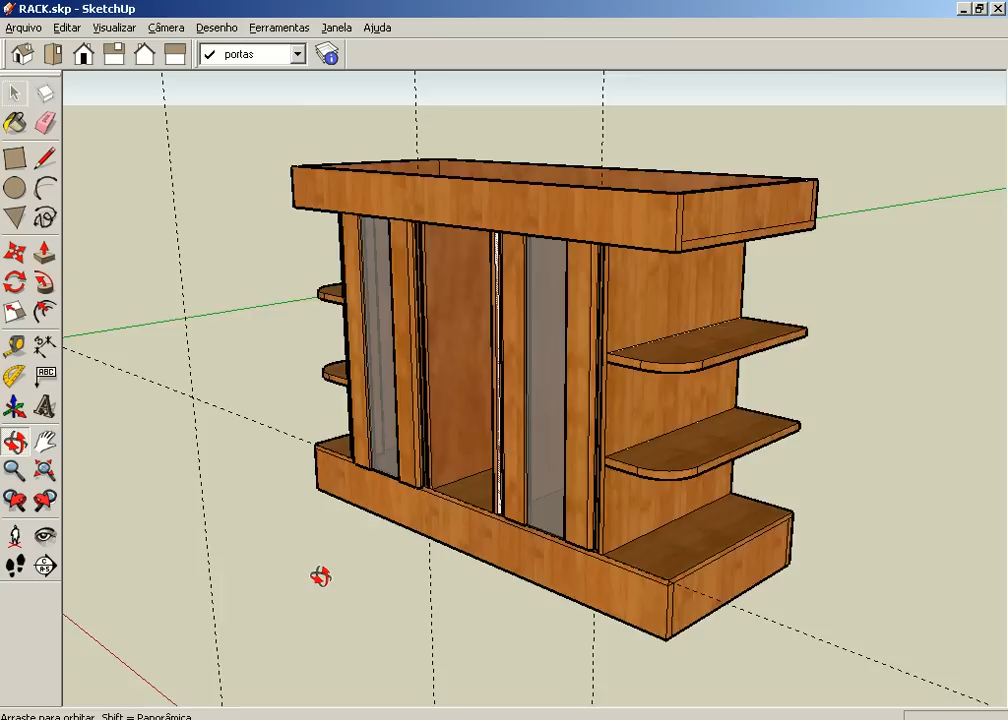 RACK.skp - SketchUp
Arquivo Editar Visualizar Câmera Desenho Ferramentas Janela Ajuda
portas
ABC
Arraste para orbitar. Shift = Panorâmica